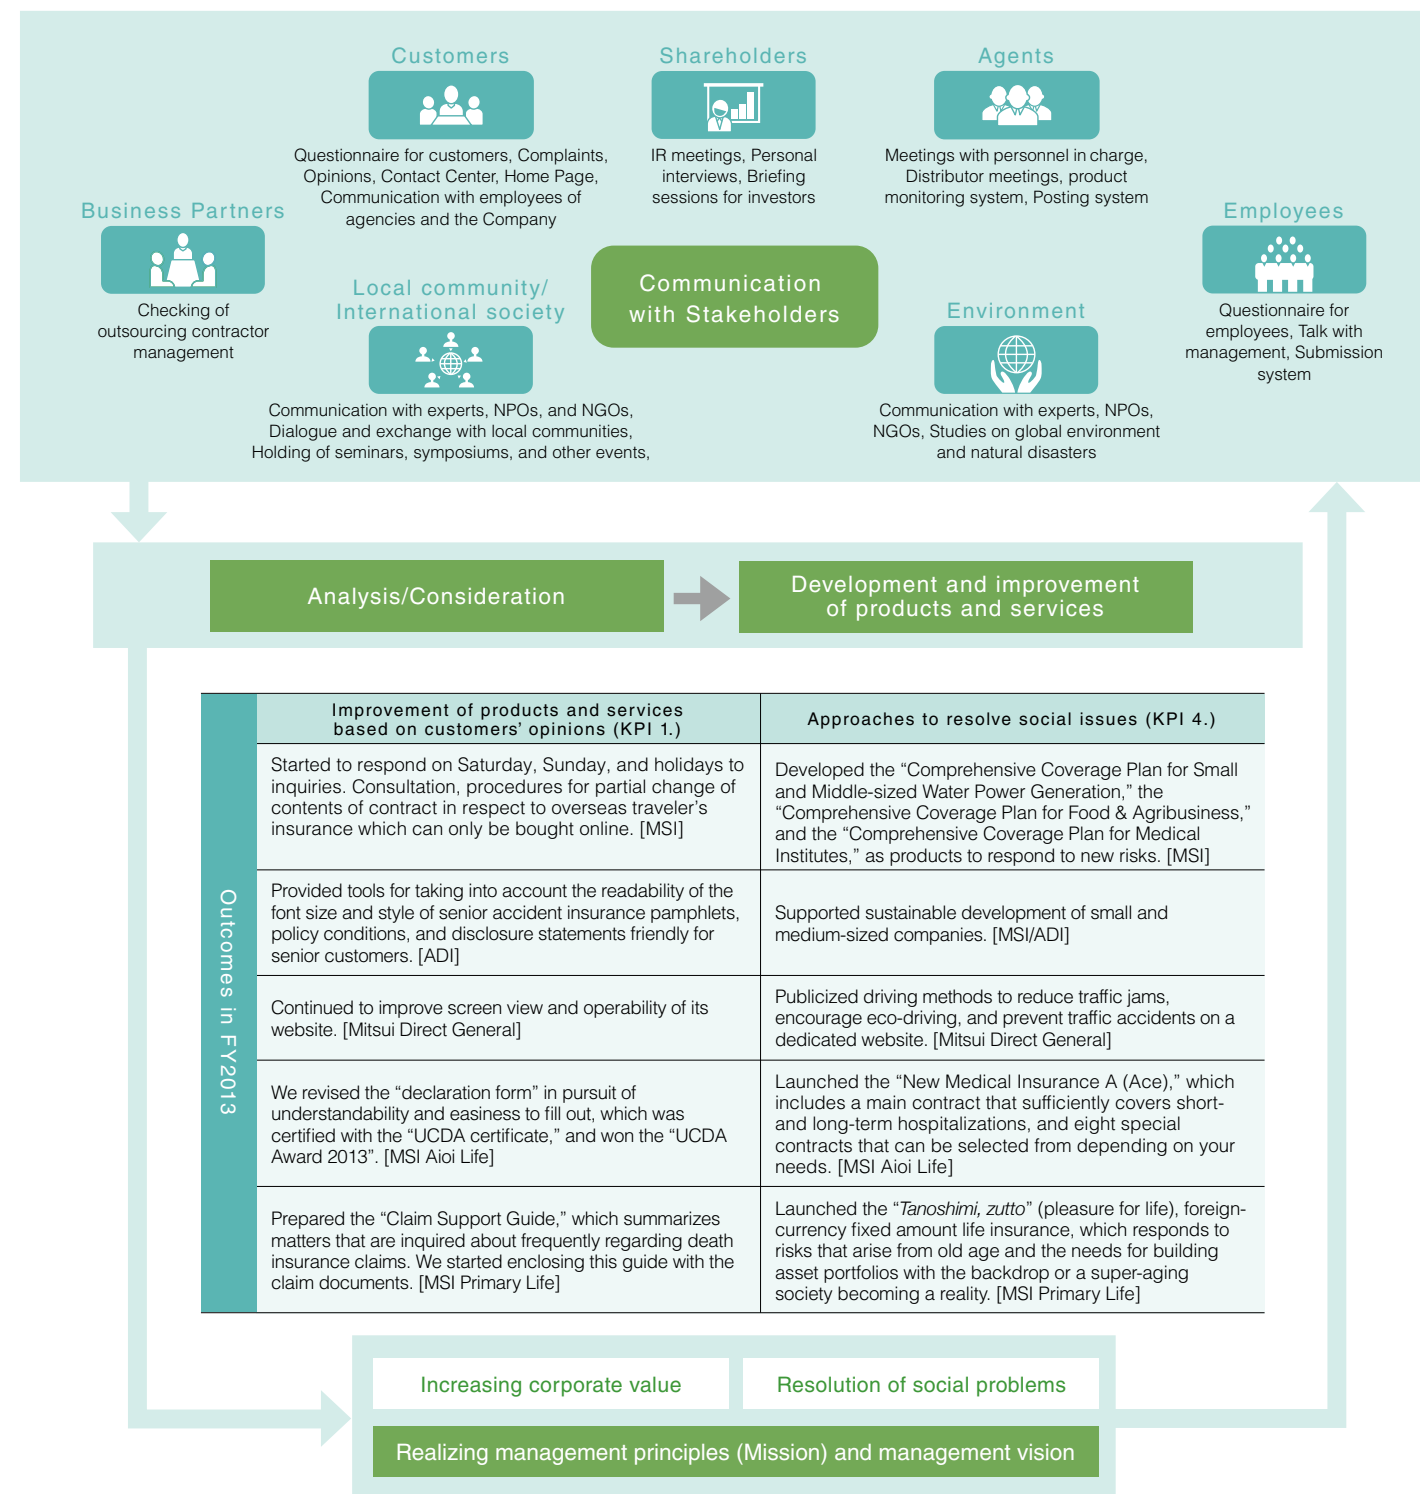 Customers
Questionnaire for customers, Complaints,
Opinions, Contact Center, Home Page,
Communication with employees of
agencies and the Company
Shareholders
IR meetings, Personal
interviews, Briefing
sessions for investors
Agents
Meetings with personnel in charge,
Distributor meetings, product
monitoring system, Posting system
Business Partners
Checking of
outsourcing contractor
management
Local community/
International society
Communication with experts, NPOs, and NGOs,
Dialogue and exchange with local communities,
Holding of seminars, symposiums, and other events,
Communication
with Stakeholders
Environment
Communication with experts, NPOs,
NGOs, Studies on global environment
and natural disasters
Employees
Questionnaire for
employees, Talk with
management, Submission
system
Analysis/Consideration
Development and improvement
of products and services
Outcomes in FY2013
Improvement of products and services
based on customers’ opinions (KPI 1.)
Approaches to resolve social issues (KPI 4.)
Started to respond on Saturday, Sunday, and holidays to
inquiries. Consultation, procedures for partial change of
contents of contract in respect to overseas traveler’s
insurance which can only be bought online. [MSI]
Developed the “Comprehensive Coverage Plan for Small
and Middle-sized Water Power Generation,” the
“Comprehensive Coverage Plan for Food & Agribusiness,”
and the “Comprehensive Coverage Plan for Medical
Institutes,” as products to respond to new risks. [MSI]
Provided tools for taking into account the readability of the
font size and style of senior accident insurance pamphlets,
policy conditions, and disclosure statements friendly for
senior customers. [ADI]
Supported sustainable development of small and
medium-sized companies. [MSI/ADI]
Continued to improve screen view and operability of its
website. [Mitsui Direct General]
Publicized driving methods to reduce traffic jams,
encourage eco-driving, and prevent traffic accidents on a
dedicated website. [Mitsui Direct General]
We revised the “declaration form” in pursuit of
understandability and easiness to fill out, which was
certified with the “UCDA certificate,” and won the “UCDA
Award 2013”. [MSI Aioi Life]
Launched the “New Medical Insurance A (Ace),” which
includes a main contract that sufficiently covers short-
and long-term hospitalizations, and eight special
contracts that can be selected from depending on your
needs. [MSI Aioi Life]
Prepared the “Claim Support Guide,” which summarizes
matters that are inquired about frequently regarding death
insurance claims. We started enclosing this guide with the
claim documents. [MSI Primary Life]
Launched the “Tanoshimi, zutto” (pleasure for life), foreign-
currency fixed amount life insurance, which responds to
risks that arise from old age and the needs for building
asset portfolios with the backdrop or a super-aging
society becoming a reality. [MSI Primary Life]
Increasing corporate value
Resolution of social problems
Realizing management principles (Mission) and management vision